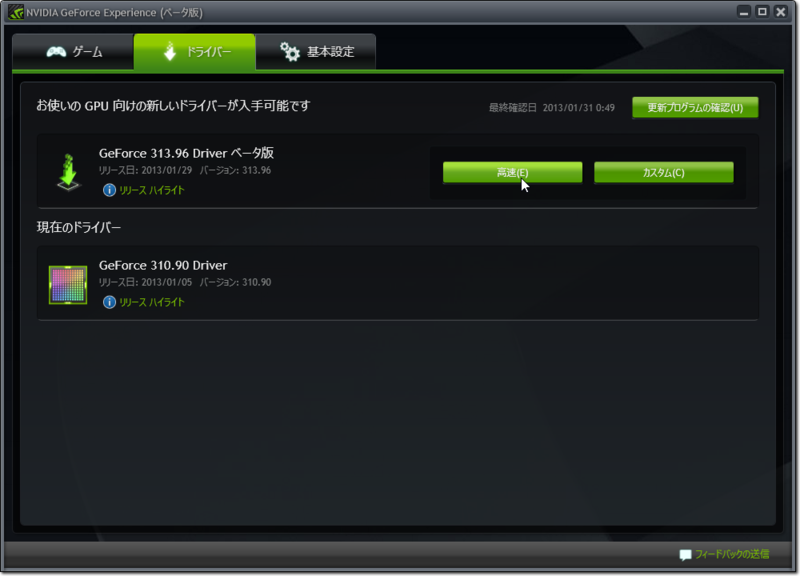 NVIDIA GeForce Experience (ベータ版)
ゲーム
ドライバー
基本設定
お使いの GPU 向けの新しいドライバーが入手可能です
最終確認日 2013/01/31 0:49
更新プログラムの確認(U)
GeForce 313.96 Driver ベータ版
リリース日: 2013/01/29 バージョン: 313.96
リリース ハイライト
高速(E)
カスタム(C)
現在のドライバー
GeForce 310.90 Driver
リリース日: 2013/01/05 バージョン: 310.90
リリース ハイライト
フィードバックの送信